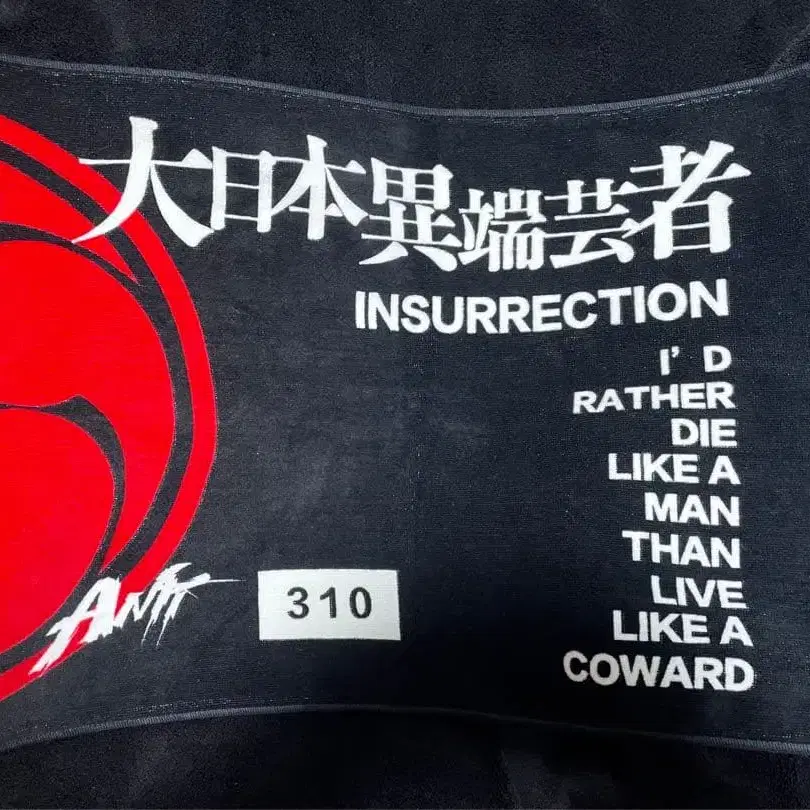 大日本異端芸者
INSURRECTION
I' D
RATHER
DIE
LIKE A
MAN
THAN
LIVE
LIKE A
COWARD
310